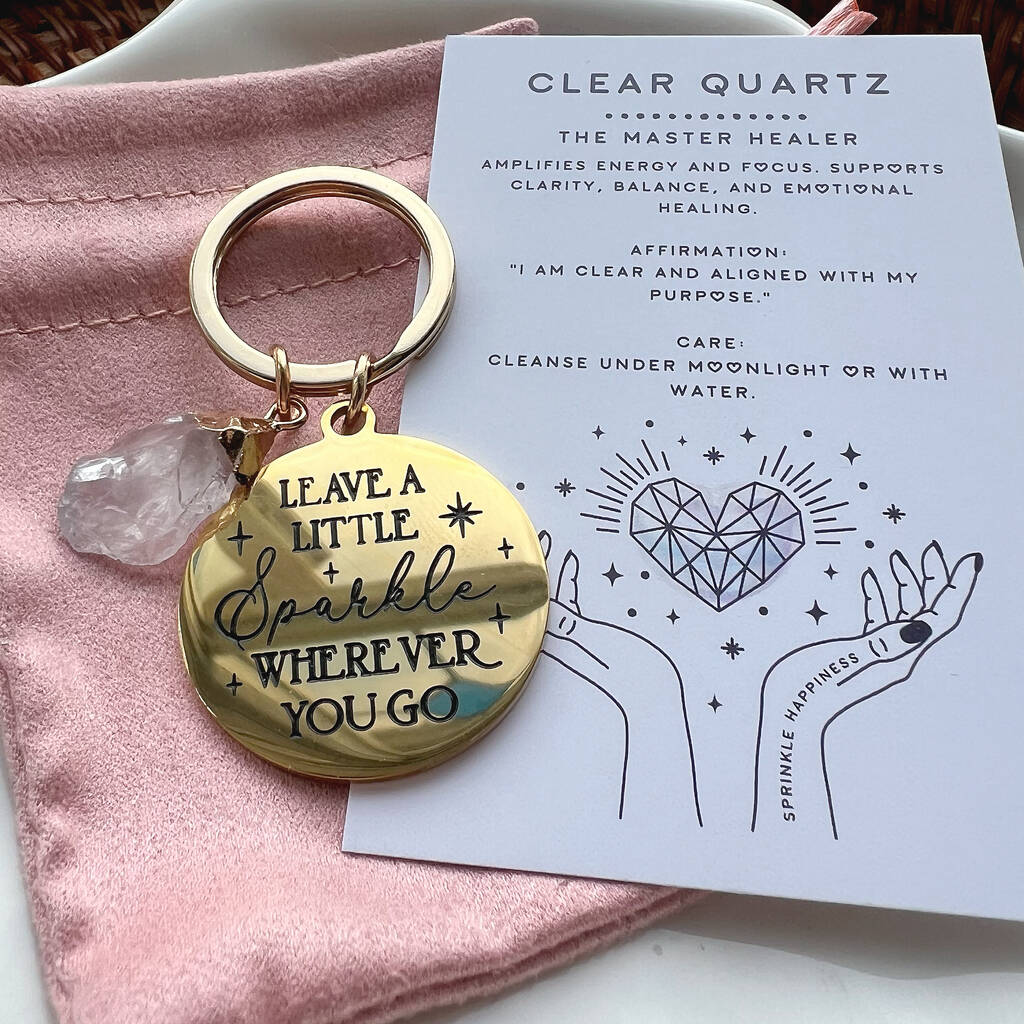 LEAVE A
LITTLE
Sparkle
WHEREVER
YOU GO
CLEAR QUARTZ
THE MASTER HEALER
AMPLIFIES ENERGY AND FOCUS. SUPPORTS
CLARITY, BALANCE, AND EMOTIONAL
HEALING.
AFFIRMATION:
"I AM CLEAR AND ALIGNED WITH MY
PURPOSE."
CARE:
CLEANSE UNDER MOONLIGHT OR WITH
WATER.
SPRINKLE HAPPINESS